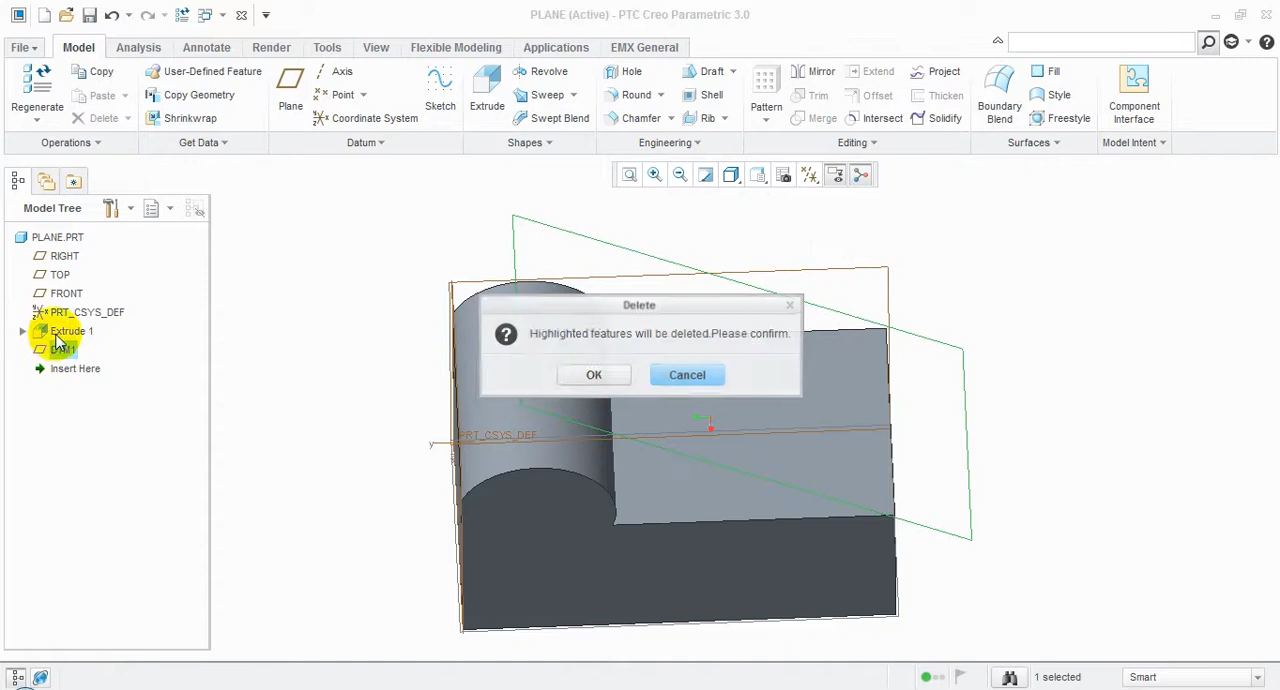 PLANE (Active) - PTC Creo Parametric 3.0
File Model Analysis Annotate Render Tools View Flexible Modeling Applications EMX General
Regenerate
Copy
Paste
Delete
User-Defined Feature
Copy Geometry
Shrinkwrap
Plane
Axis
Point
Coordinate System
Sketch
Extrude
Revolve
Sweep
Swept Blend
Hole
Round
Chamfer
Draft
Shell
Rib
Pattern
Mirror
Trim
Merge
Extend
Offset
Intersect
Project
Thicken
Solidify
Boundary
Blend
Fill
Style
Freestyle
Component
Interface
Operations Get Data Datum Shapes Engineering Editing Surfaces Model Intent
Model Tree
PLANE.PRT
RIGHT
TOP
FRONT
PRT_CSYS_DEF
Extrude 1
DTM1
Insert Here
Delete
Highlighted features will be deleted.Please confirm.
OK Cancel
PRT_CSYS_DEF
y
1 selected
Smart